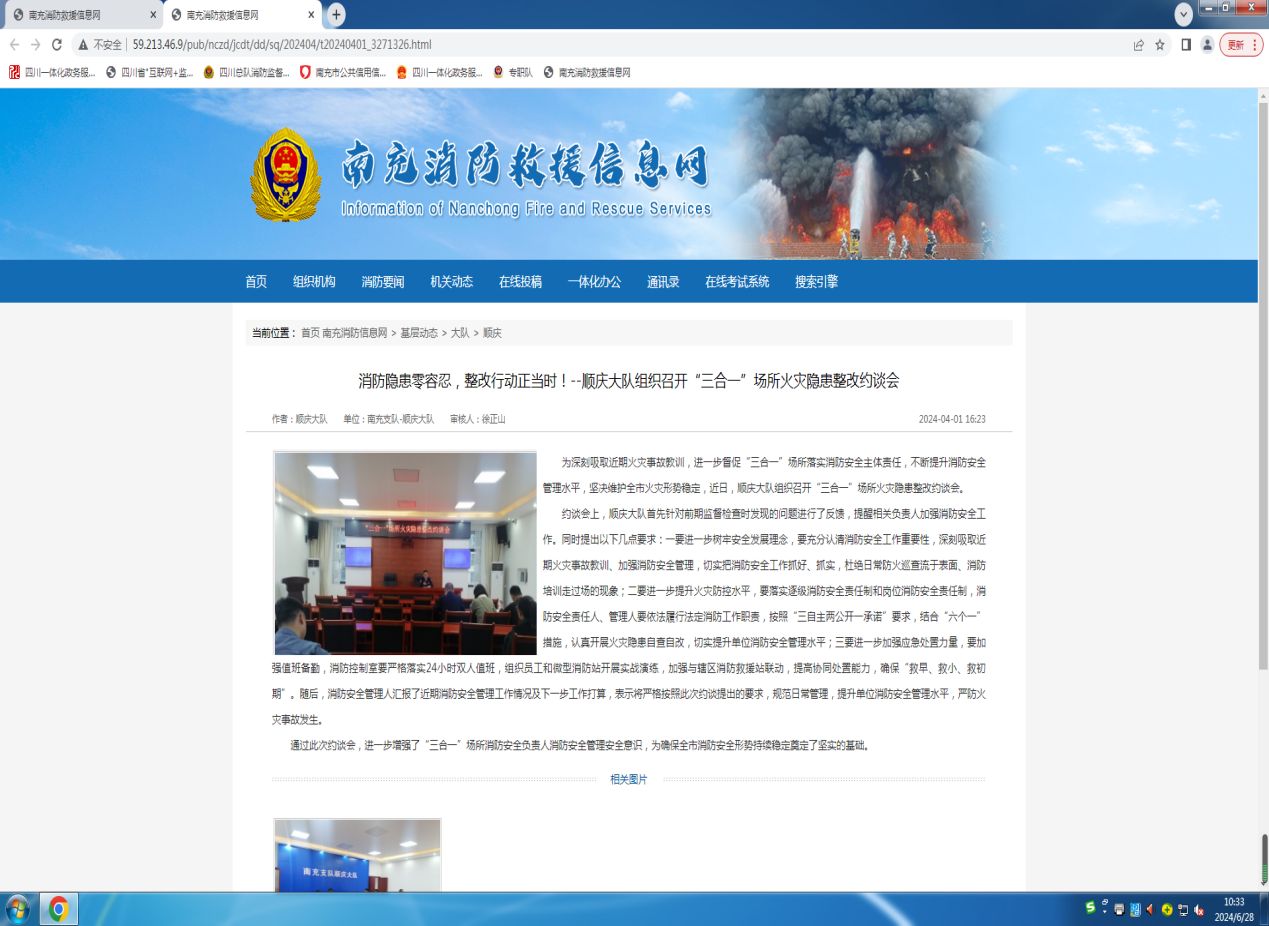 南充消防救援信息网
南充消防救援信息网
不安全 59.213.46.9/pub/nczd/jcdt/dd/sq/202404/t20240401_3271326.html
更新
四川一体化政务服... 四川省"互联网+监... 四川总队消防监督... 南充市公共信用信... 四川一体化政务服... 专职队 南充消防救援信息网
南充消防救援信息网
Information of Nanchong Fire and Rescue Services
首页 组织机构 消防要闻 机关动态 在线投稿 一体化办公 通讯录 在线考试系统 搜索引擎
当前位置： 首页 南充消防信息网 > 基层动态 > 大队 > 顺庆
消防隐患零容忍，整改行动正当时！--顺庆大队组织召开“三合一”场所火灾隐患整改约谈会
作者：顺庆大队 单位：南充支队-顺庆大队 审核人：徐正山 2024-04-01 16:23
“三合一”场所火灾隐患整改约谈会
为深刻吸取近期火灾事故教训，进一步督促“三合一”场所落实消防安全主体责任，不断提升消防安全
管理水平，坚决维护全市火灾形势稳定，近日，顺庆大队组织召开“三合一”场所火灾隐患整改约谈会。
约谈会上，顺庆大队首先针对前期监督检查时发现的问题进行了反馈，提醒相关负责人加强消防安全工
作。同时提出以下几点要求：一要进一步树牢安全发展理念，要充分认清消防安全工作重要性，深刻吸取近
期火灾事故教训、加强消防安全管理，切实把消防安全工作抓好、抓实，杜绝日常防火巡查流于表面、消防
培训走过场的现象；二要进一步提升火灾防控水平，要落实逐级消防安全责任制和岗位消防安全责任制，消
防安全责任人、管理人要依法履行法定消防工作职责，按照“三自主两公开一承诺”要求，结合“六个一”
措施，认真开展火灾隐患自查自改，切实提升单位消防安全管理水平；三要进一步加强应急处置力量，要加
强值班备勤，消防控制室要严格落实24小时双人值班，组织员工和微型消防站开展实战演练，加强与辖区消防救援站联动，提高协同处置能力，确保“救早、救小、救初
期”。随后，消防安全管理人汇报了近期消防安全管理工作情况及下一步工作打算，表示将严格按照此次约谈提出的要求，规范日常管理，提升单位消防安全管理水平，严防火
灾事故发生。
通过此次约谈会，进一步增强了“三合一”场所消防安全负责人消防安全管理安全意识，为确保全市消防安全形势持续稳定奠定了坚实的基础。
相关图片
南充支队顺庆大队
10:33
2024/6/28